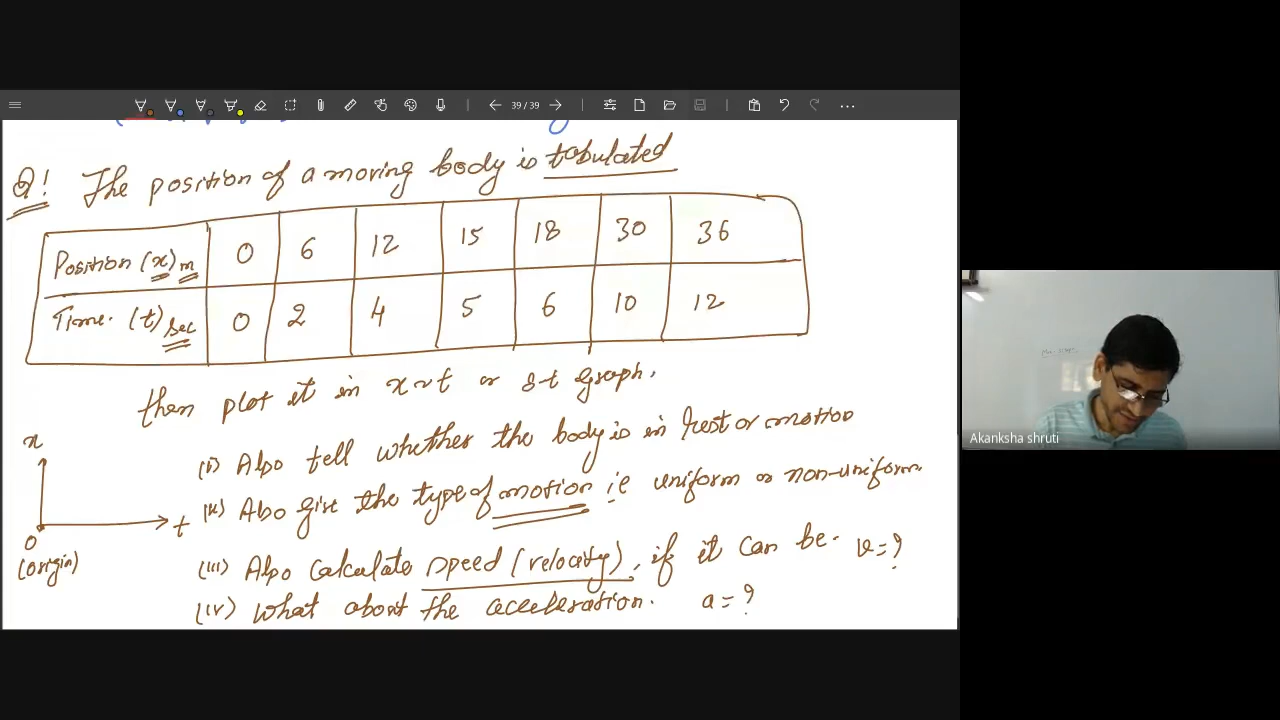 39/39
Q! The position of a moving body is tabulated
Position (x) m 0 6 12 15 18 30 36
Time. (t) sec 0 2 4 5 6 10 12
then plot it in x~t or s-t Graph.
x
(i) Also tell whether the body is in rest or motion
(ii) Also give the type of motion ie uniform or non-uniform.
t
0
(origin)
(iii) Also calculate speed (velocity), if it can be. v=?
(iv) What about the acceleration. a=?
Akanksha shruti